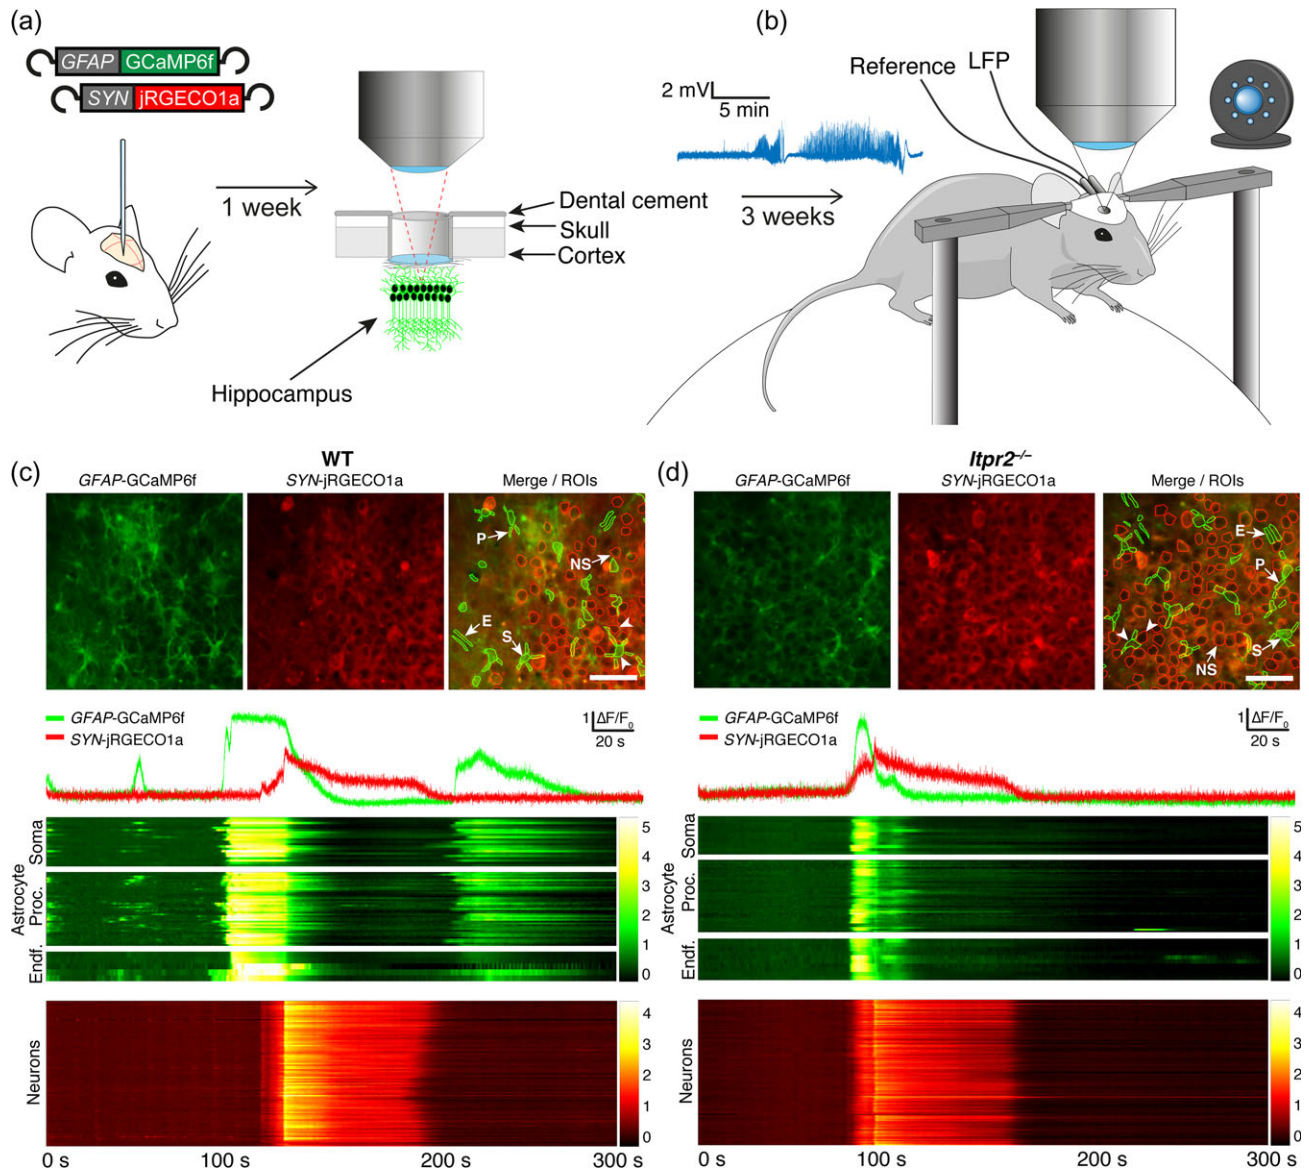 (a)
GFAP GCaMP6f
SYN jRGECO1a
1 week
Dental cement
Skull
Cortex
Hippocampus
(b)
2 mV
5 min
Reference
LFP
3 weeks
(c)
WT
GFAP-GCaMP6f
SYN-jRGECO1a
Merge / ROIs
P
NS
E
S
GFAP-GCaMP6f
SYN-jRGECO1a
1 ΔF/F₀
20 s
Astrocyte
Soma
Proc.
Endf.
5
4
3
2
1
0
Neurons
4
3
2
1
0
0 s 100 s 200 s 300 s
(d)
Itpr2⁻/⁻
GFAP-GCaMP6f
SYN-jRGECO1a
Merge / ROIs
E
P
S
NS
GFAP-GCaMP6f
SYN-jRGECO1a
1 ΔF/F₀
20 s
Astrocyte
Soma
Proc.
Endf.
5
4
3
2
1
0
Neurons
4
3
2
1
0
0 s 100 s 200 s 300 s